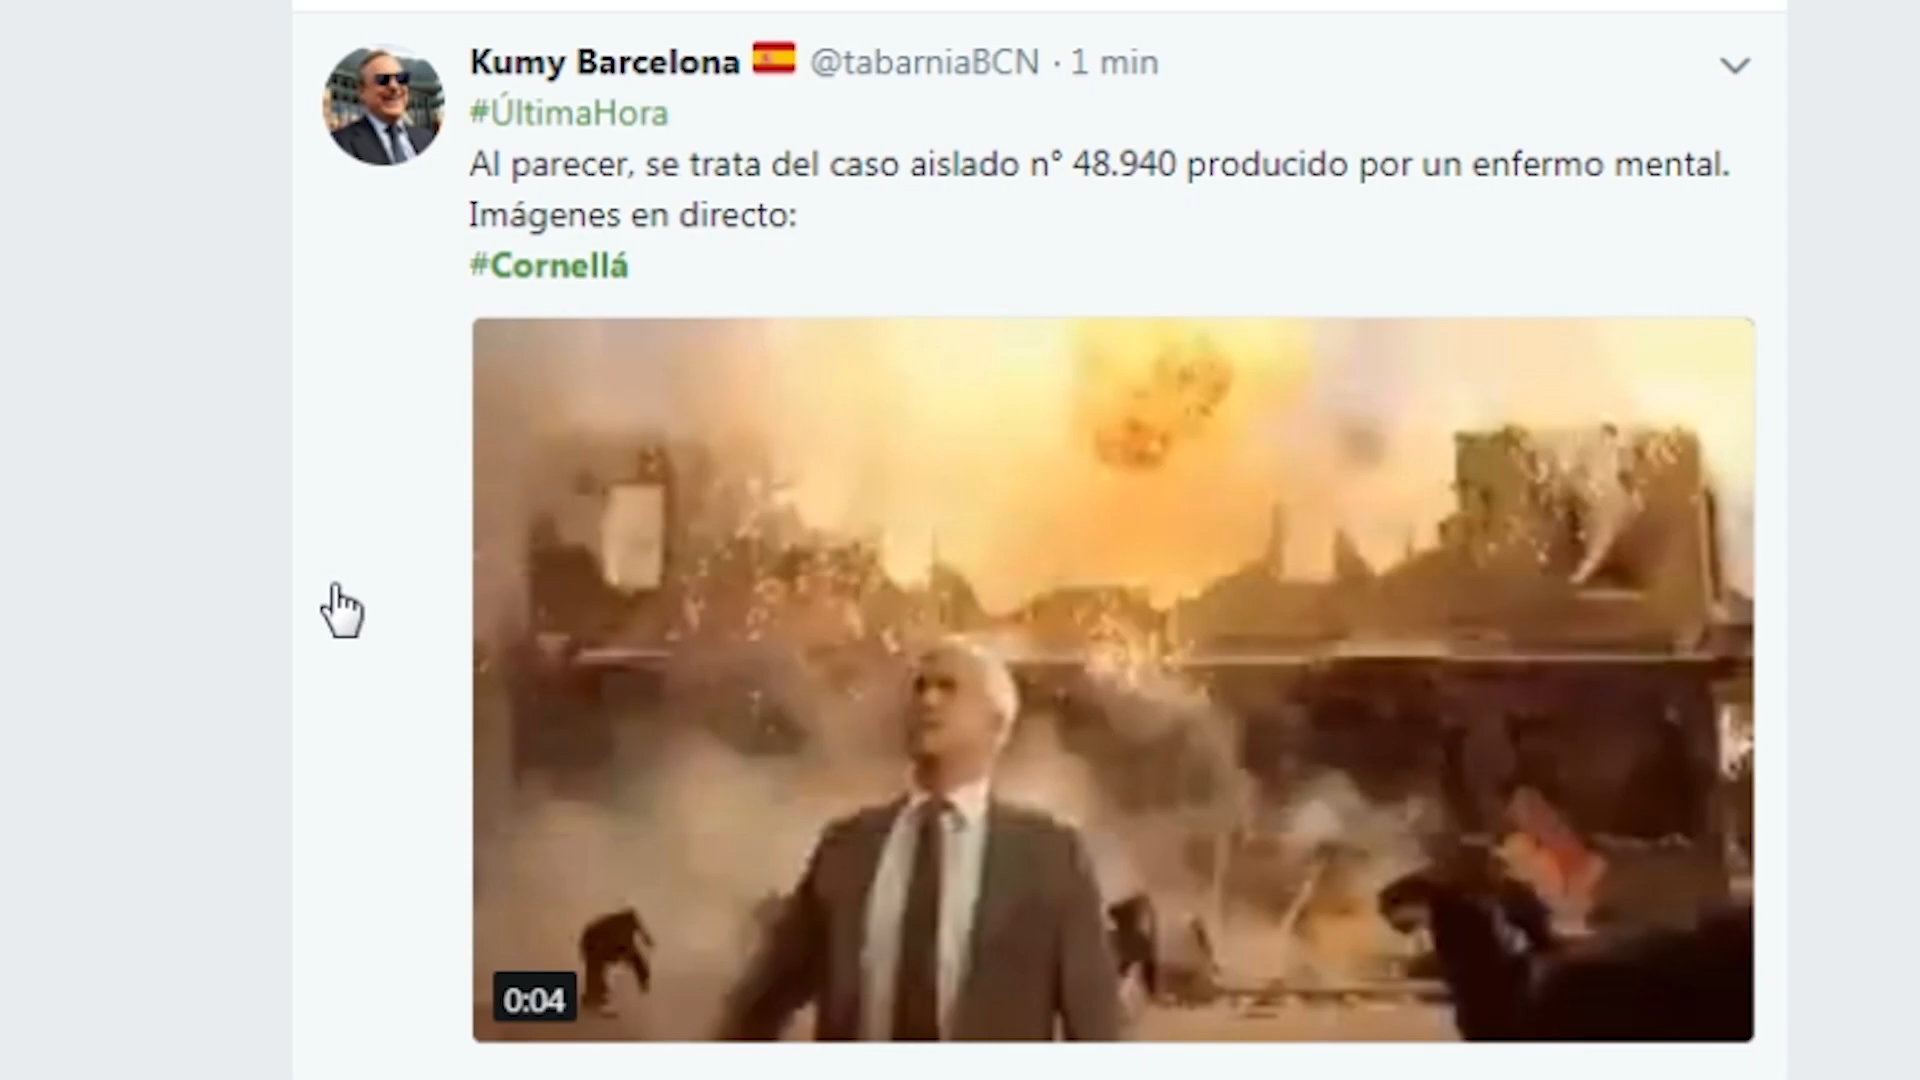 Kumy Barcelona @tabarniaBCN · 1 min
#ÚltimaHora
Al parecer, se trata del caso aislado n° 48.940 producido por un enfermo mental.
Imágenes en directo:
#Cornellá
0:04